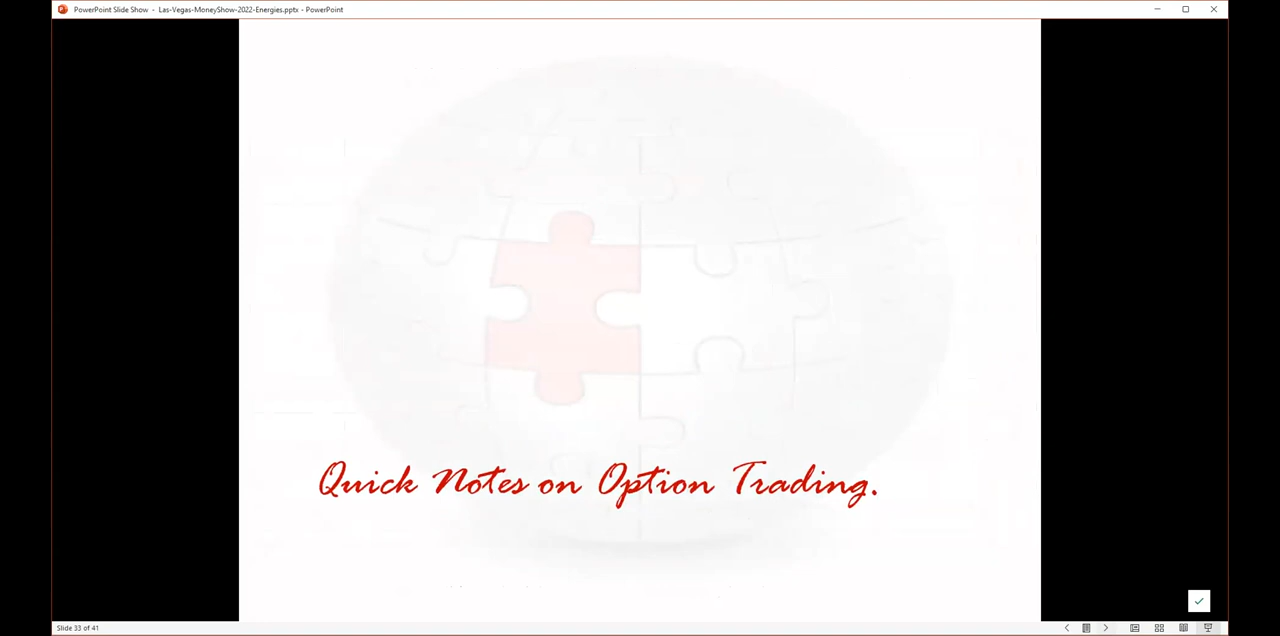 PowerPoint Slide Show - Las-Vegas-MoneyShow-2022-Energies.pptx - PowerPoint
Quick Notes on Option Trading.
Slide 33 of 41